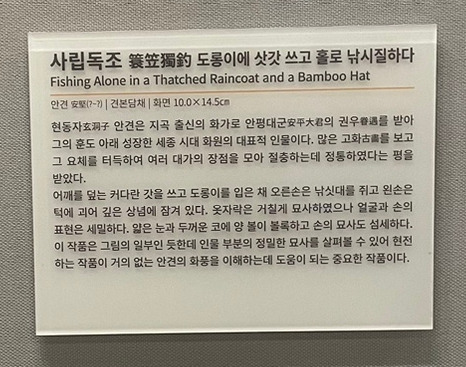 사립독조 簑笠獨釣 도롱이에 삿갓 쓰고 홀로 낚시질하다
Fishing Alone in a Thatched Raincoat and a Bamboo Hat
안견 安堅(?-?) | 견본담채 | 화면 10.0×14.5㎝
현동자玄洞子 안견은 지곡 출신의 화가로 안평대군安平大君의 권우眷遇를 받아
그의 훈도 아래 성장한 세종 시대 화원의 대표적 인물이다. 많은 고화古畵를 보고
그 요체를 터득하여 여러 대가의 장점을 모아 절충하는데 정통하였다는 평을
받았다.
어깨를 덮는 커다란 갓을 쓰고 도롱이를 입은 채 오른손은 낚싯대를 쥐고 왼손은
턱에 괴어 깊은 상념에 잠겨 있다. 옷자락은 거칠게 묘사하였으나 얼굴과 손의
표현은 세밀하다. 얇은 눈과 두꺼운 코에 양 볼이 볼록하고 손의 묘사도 섬세하다.
이 작품은 그림의 일부인 듯한데 인물 부분의 정밀한 묘사를 살펴볼 수 있어 현전
하는 작품이 거의 없는 안견의 화풍을 이해하는데 도움이 되는 중요한 작품이다.